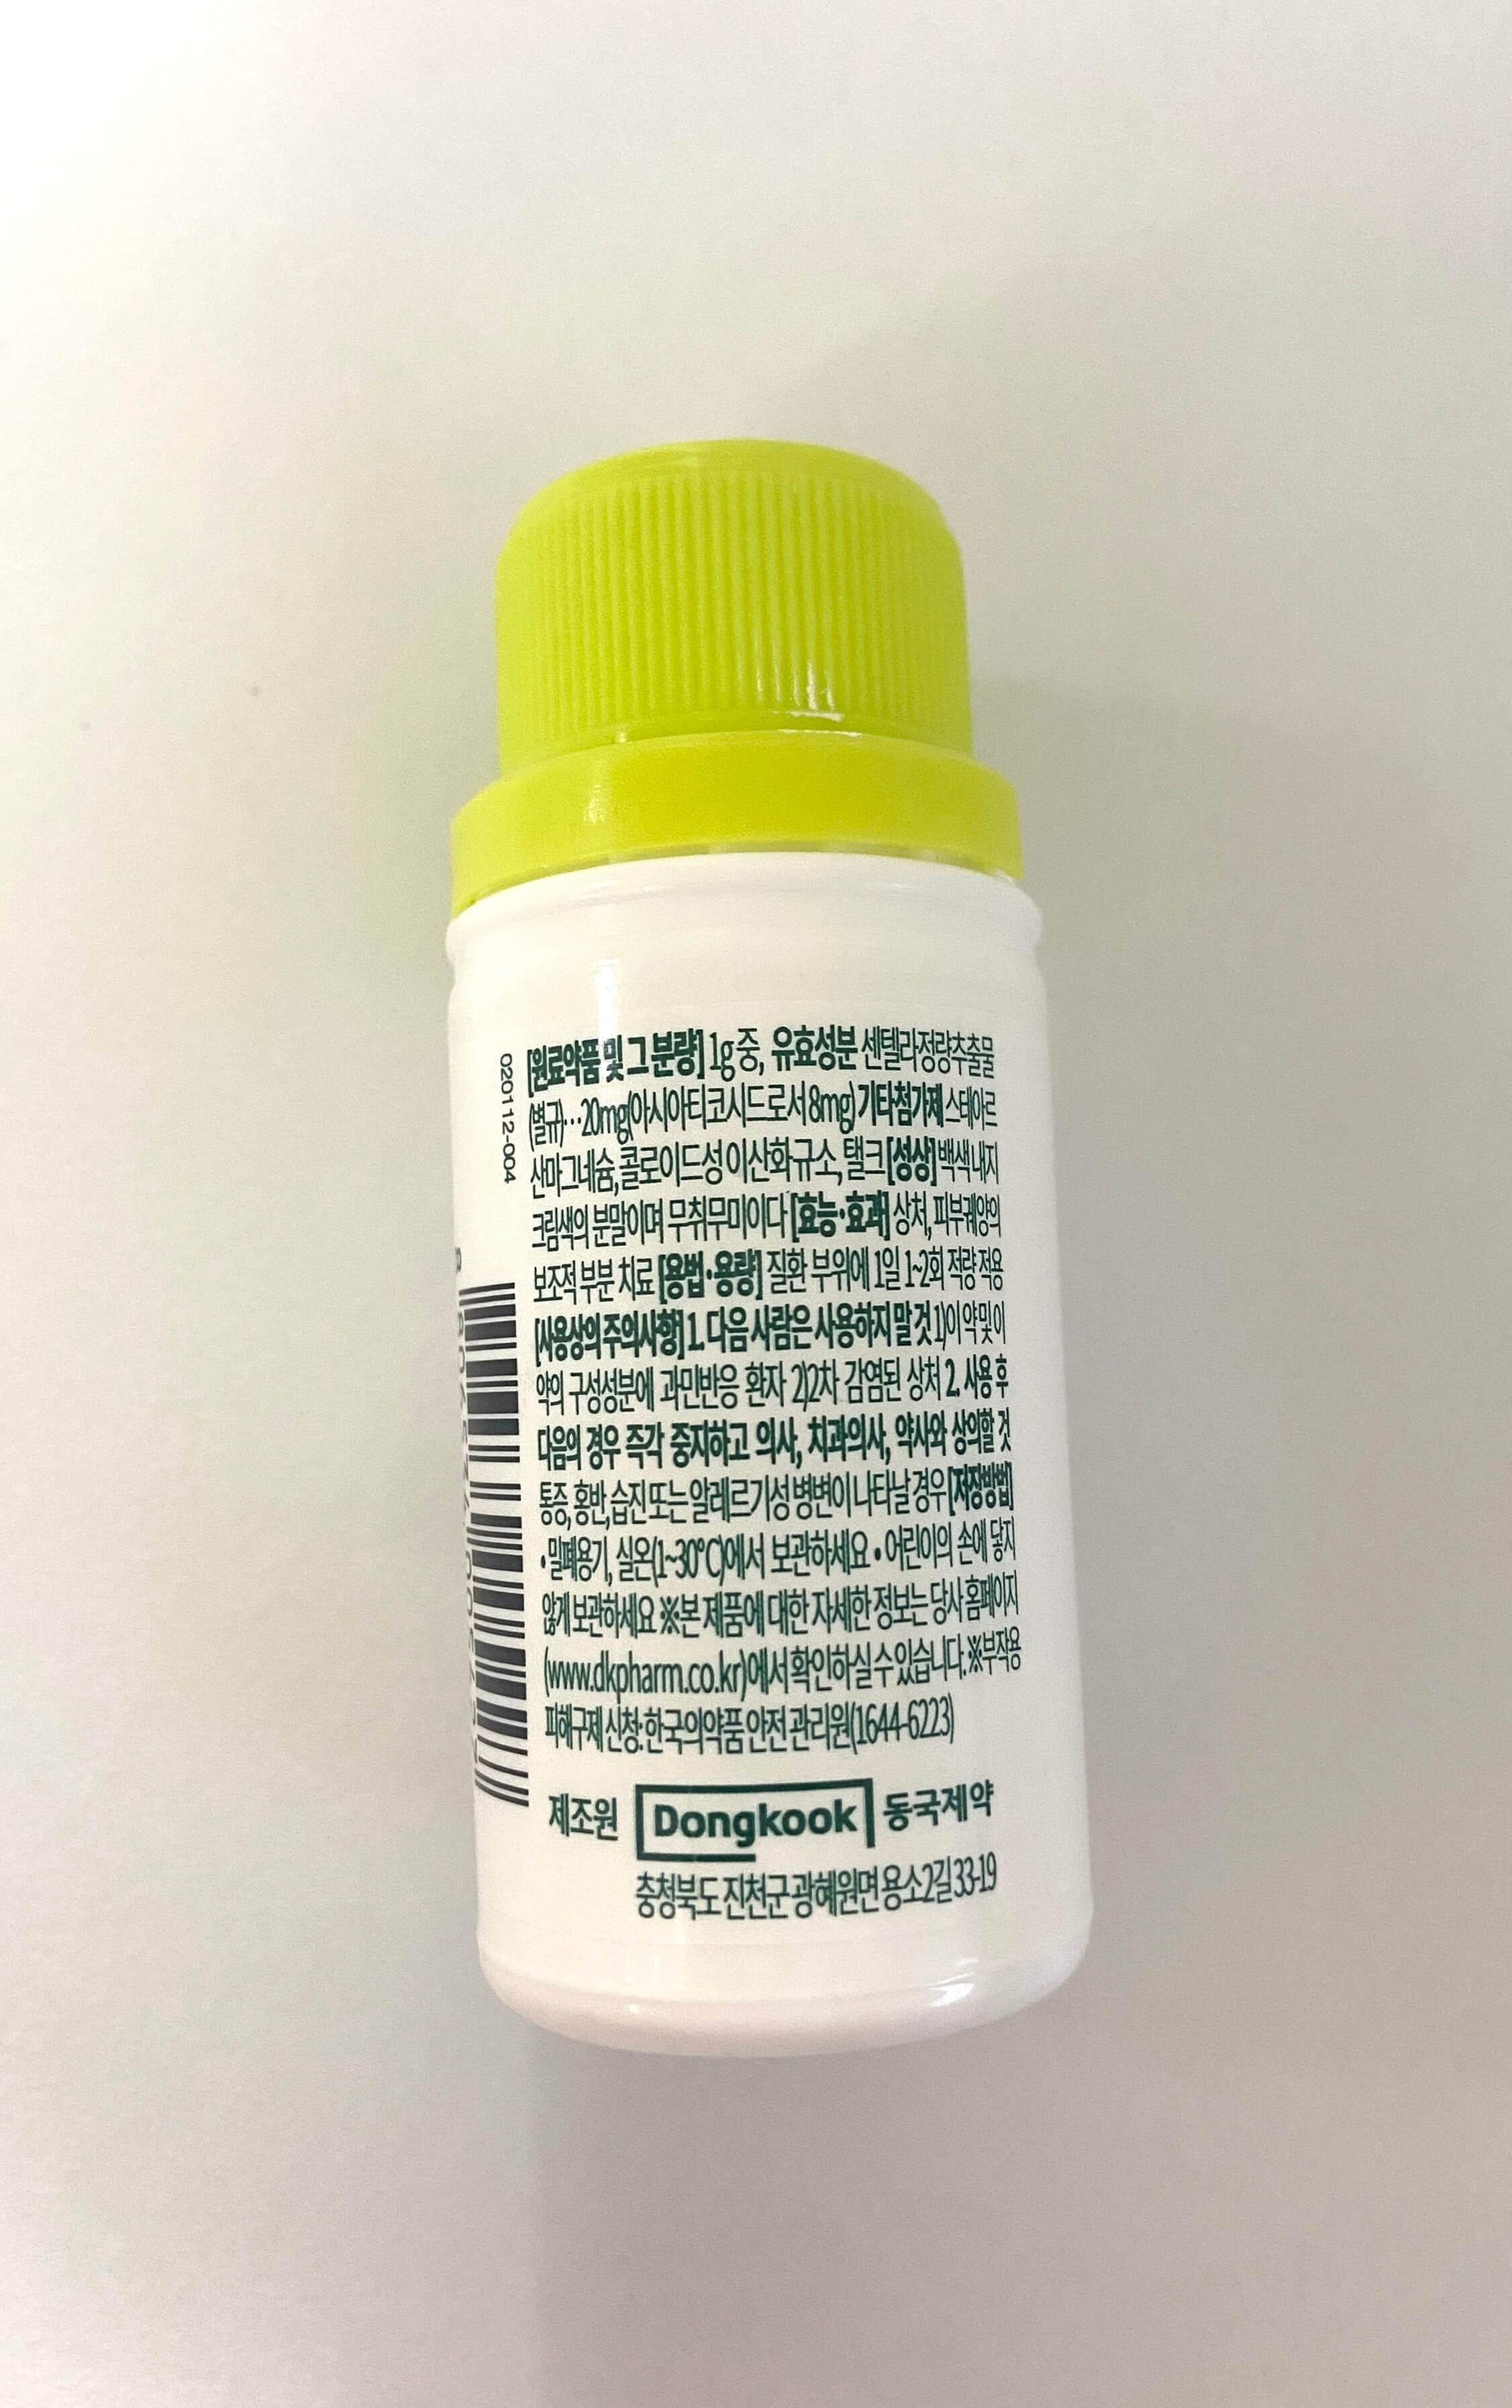 020112-004
[원료약품 및 그 분량] 1g 중, 유효성분 센텔라정량추출물
(별규)…20mg(아시아티코시드로서 8mg) 기타첨가제 스테아르
산마그네슘, 콜로이드성이산화규소, 탤크 [성상] 백색 내지
크림색의 분말이며 무취무미이다 [효능·효과] 상처, 피부궤양의
보조적 부분 치료 [용법·용량] 질환 부위에 1일 1~2회 적량 적용
[사용상의 주의사항] 1. 다음 사람은 사용하지 말 것 1)이 약 및 이
약의 구성성분에 과민반응 환자 2)2차 감염된 상처 2. 사용 후
다음의 경우 즉각 중지하고 의사, 치과의사, 약사와 상의할 것
통증, 홍반, 습진 또는 알레르기성 병변이 나타날 경우 [저장방법]
• 밀폐용기, 실온(1~30℃)에서 보관하세요 • 어린이의 손에 닿지
않게 보관하세요 ※본 제품에 대한 자세한 정보는 당사 홈페이지
(www.dkpharm.co.kr)에서 확인하실 수 있습니다. ※부작용
피해구제 신청: 한국의약품안전관리원(1644-6223)
제조원 Dongkook 동국제약
충청북도 진천군 광혜원면 용소2길 33-19